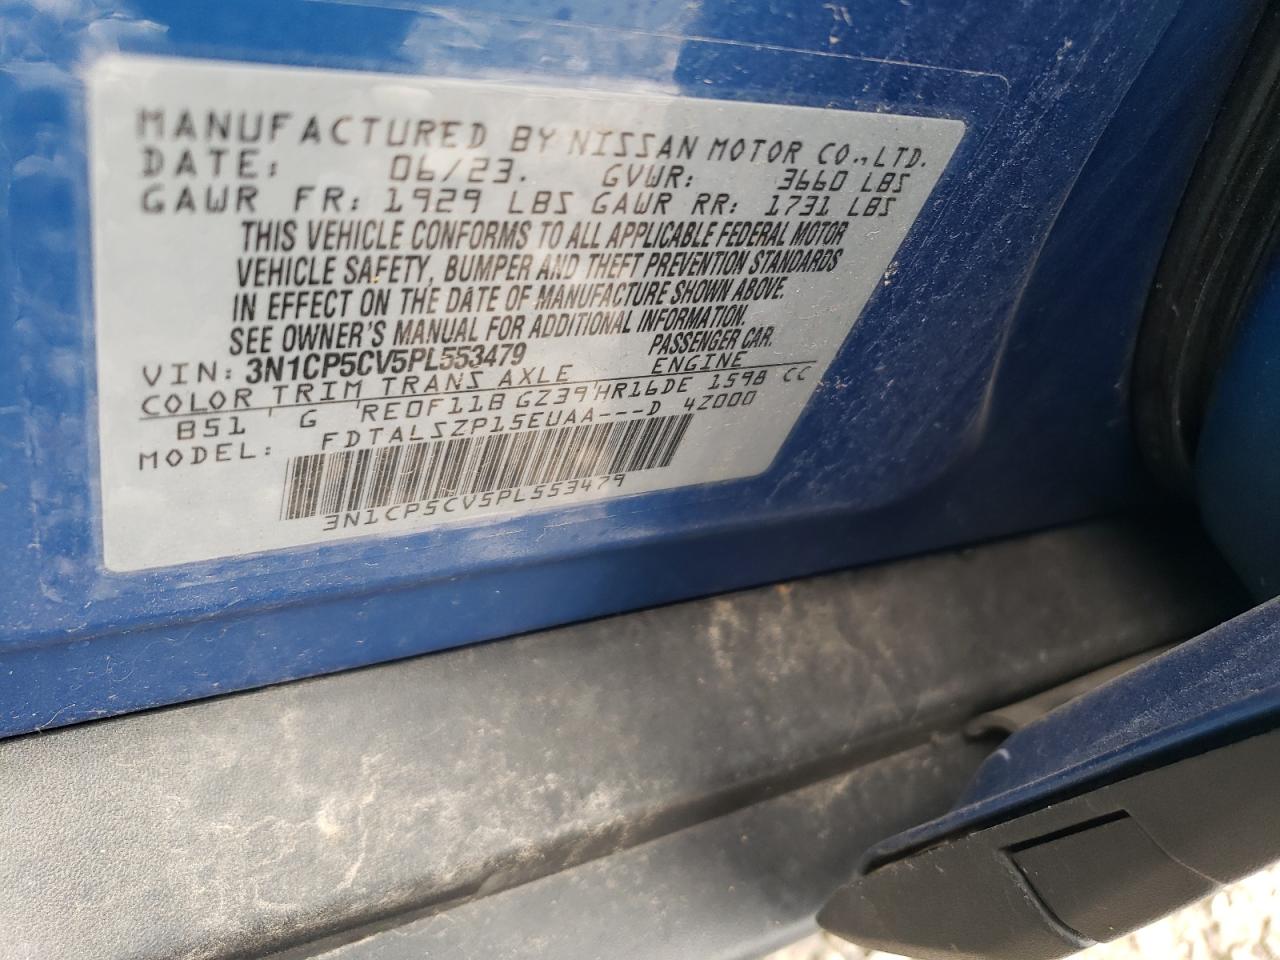 MANUFACTURED BY NISSAN MOTOR CO.,LTD.
DATE: 06/23. GVWR: 3660 LBS
GAWR FR: 1929 LBS GAWR RR: 1731 LBS
THIS VEHICLE CONFORMS TO ALL APPLICABLE FEDERAL MOTOR
VEHICLE SAFETY, BUMPER AND THEFT PREVENTION STANDARDS
IN EFFECT ON THE DATE OF MANUFACTURE SHOWN ABOVE.
SEE OWNER'S MANUAL FOR ADDITIONAL INFORMATION.
VIN: 3N1CP5CV5PL553479 PASSENGER CAR.
COLOR TRIM TRANS AXLE ENGINE
B51 G RE0F11B GZ39 HR16DE 1598 CC
MODEL: FDTALSZP15EUAA---D 4Z000
3N1CP5CV5PL553479